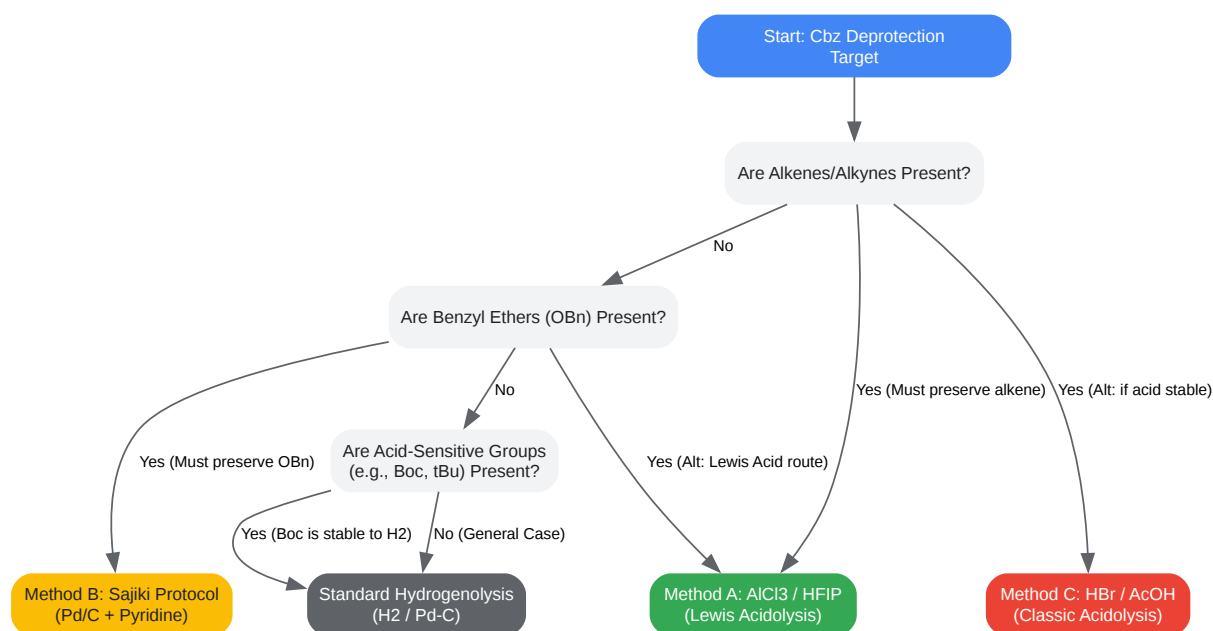 Start: Cbz Deprotection
Target
Are Alkenes/Alkynes Present?
No
Are Benzyl Ethers (OBn) Present?
Yes (Must preserve alkene)
Yes (Alt: if acid stable)
No
Are Acid-Sensitive Groups
(e.g., Boc, tBu) Present?
Yes (Must preserve OBn)
Yes (Alt: Lewis Acid route)
Yes (Boc is stable to H2)
No (General Case)
Method B: Sajiki Protocol
(Pd/C + Pyridine)
Standard Hydrogenolysis
(H2 / Pd-C)
Method A: AlCl3 / HFIP
(Lewis Acidolysis)
Method C: HBr / AcOH
(Classic Acidolysis)